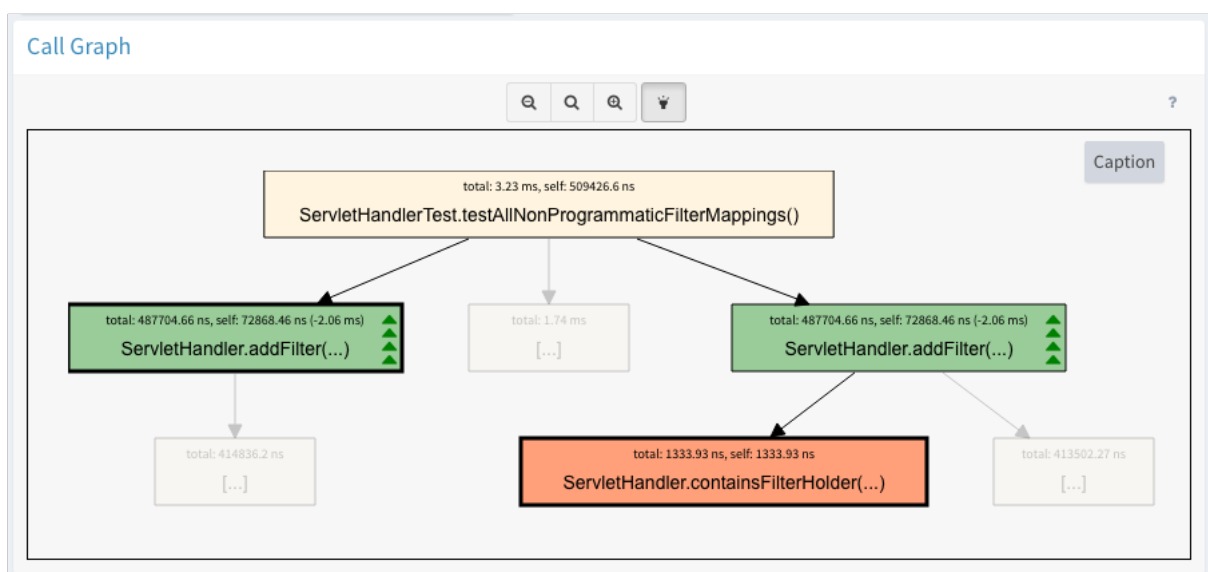 Call Graph
?
Caption
total: 3.23 ms, self: 509426.6 ns
ServletHandlerTest.testAllNonProgrammaticFilterMappings()
total: 487704.66 ns, self: 72868.46 ns (-2.06 ms)
ServletHandler.addFilter(...)
total: 1.74 ms
[...]
total: 487704.66 ns, self: 72868.46 ns (-2.06 ms)
ServletHandler.addFilter(...)
total: 414836.2 ns
[...]
total: 1333.93 ns, self: 1333.93 ns
ServletHandler.containsFilterHolder(...)
total: 413502.27 ns
[...]